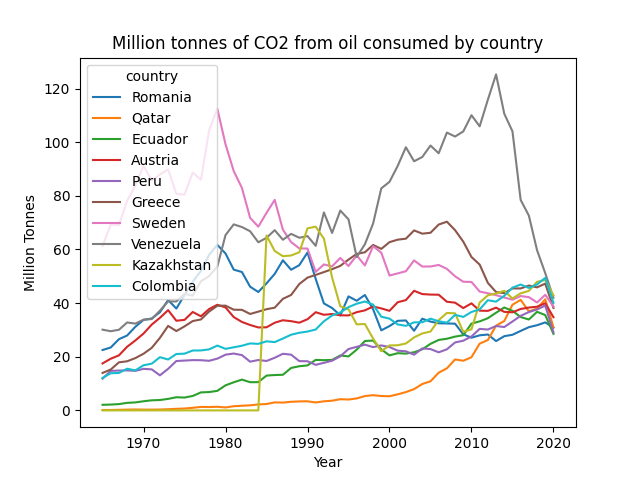 Million tonnes of CO2 from oil consumed by country
country
Romania
Qatar
Ecuador
Austria
Peru
Greece
Sweden
Venezuela
Kazakhstan
Colombia
Million Tonnes
120
100
80
60
40
20
0
1970 1980 1990 2000 2010 2020
Year